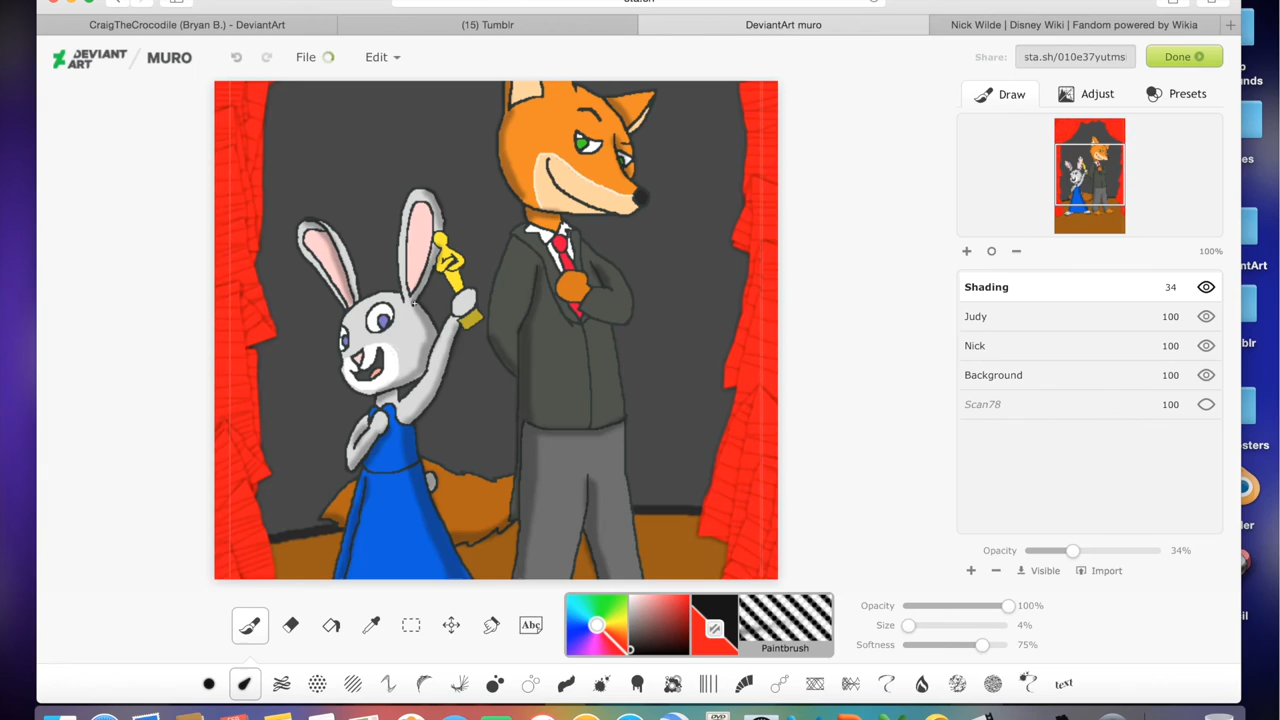 sta.sh
CraigTheCrocodile (Bryan B.) - DeviantArt
(15) Tumblr
DeviantArt muro
Nick Wilde | Disney Wiki | Fandom powered by Wikia
DEVIANT ART / MURO
File
Edit
Share:
sta.sh/010e37yutms
Done
Draw
Adjust
Presets
100%
Shading 34
Judy 100
Nick 100
Background 100
Scan78 100
Opacity 34%
Visible
Import
Abc
Paintbrush
Opacity 100%
Size 4%
Softness 75%
text